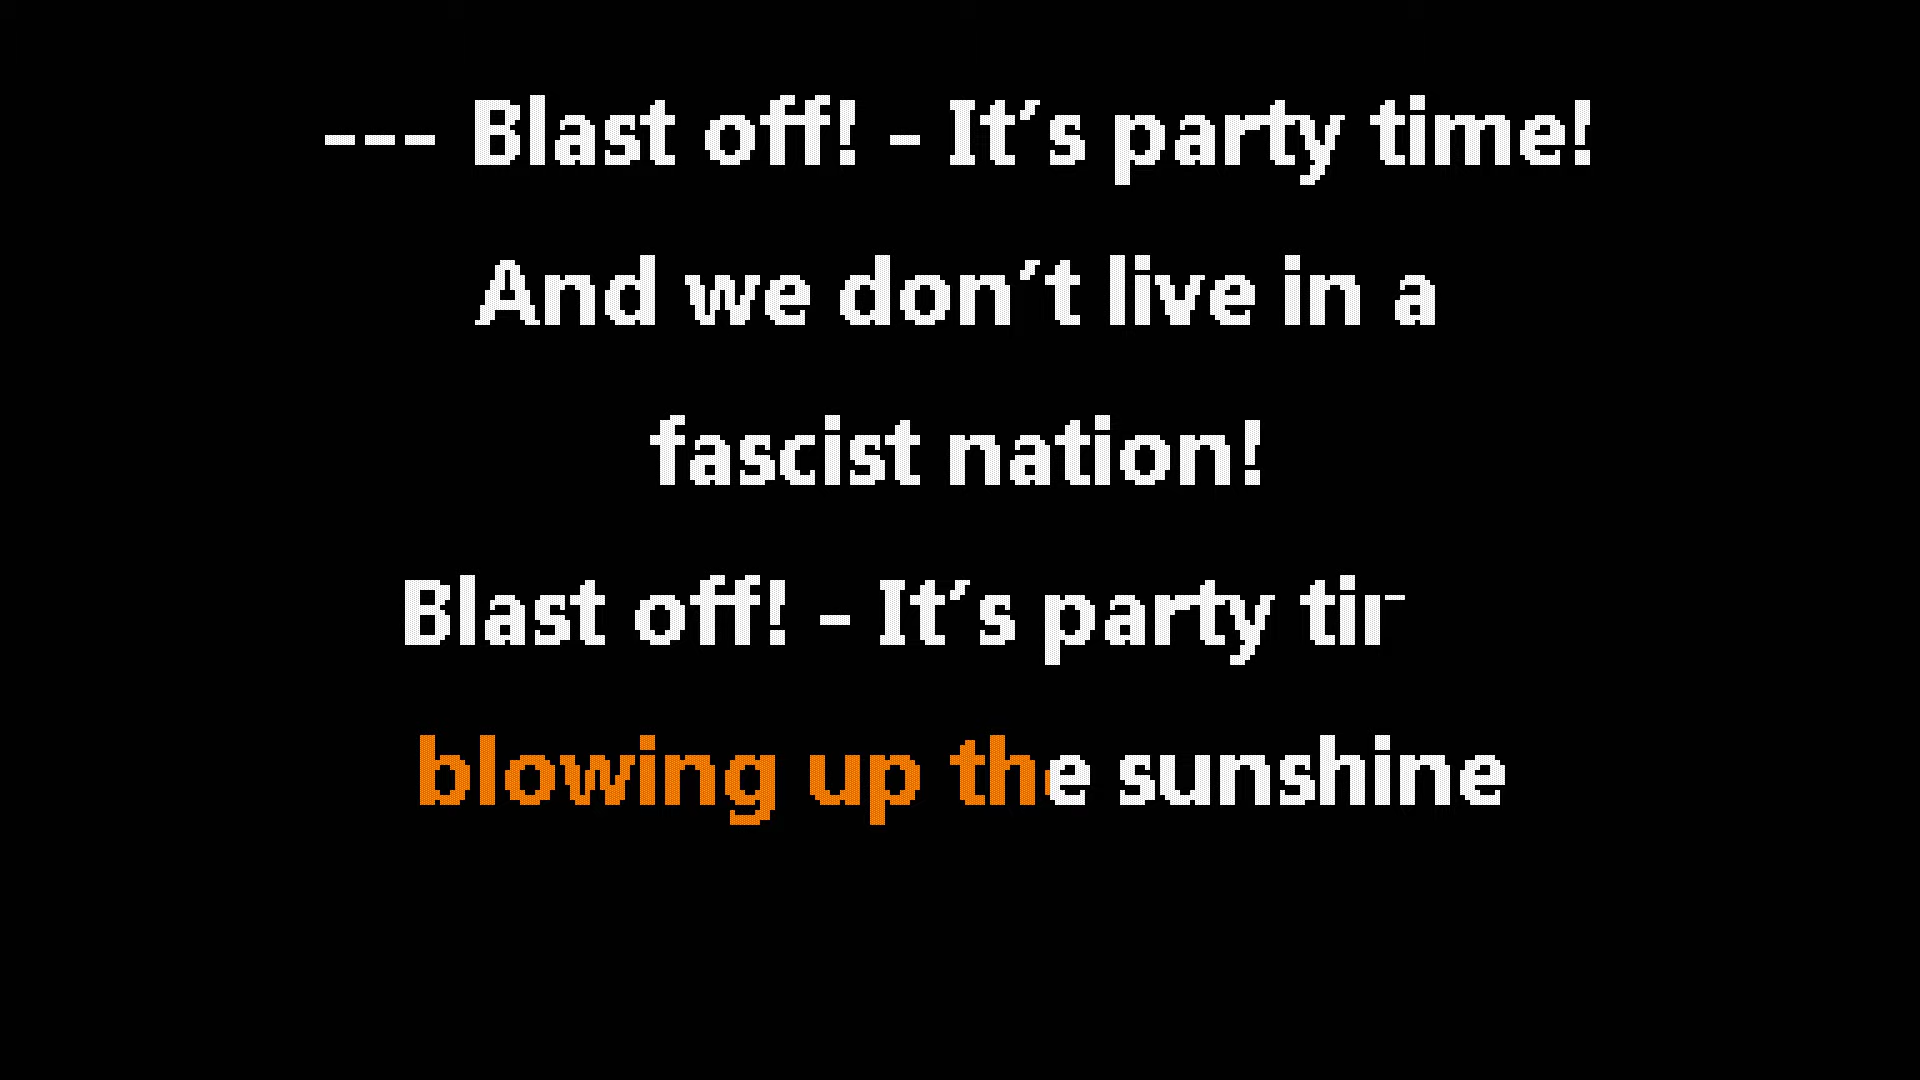 --- Blast off! - It's party time!
And we don't live in a
fascist nation!
Blast off! - It's party
blowing up the sunshine